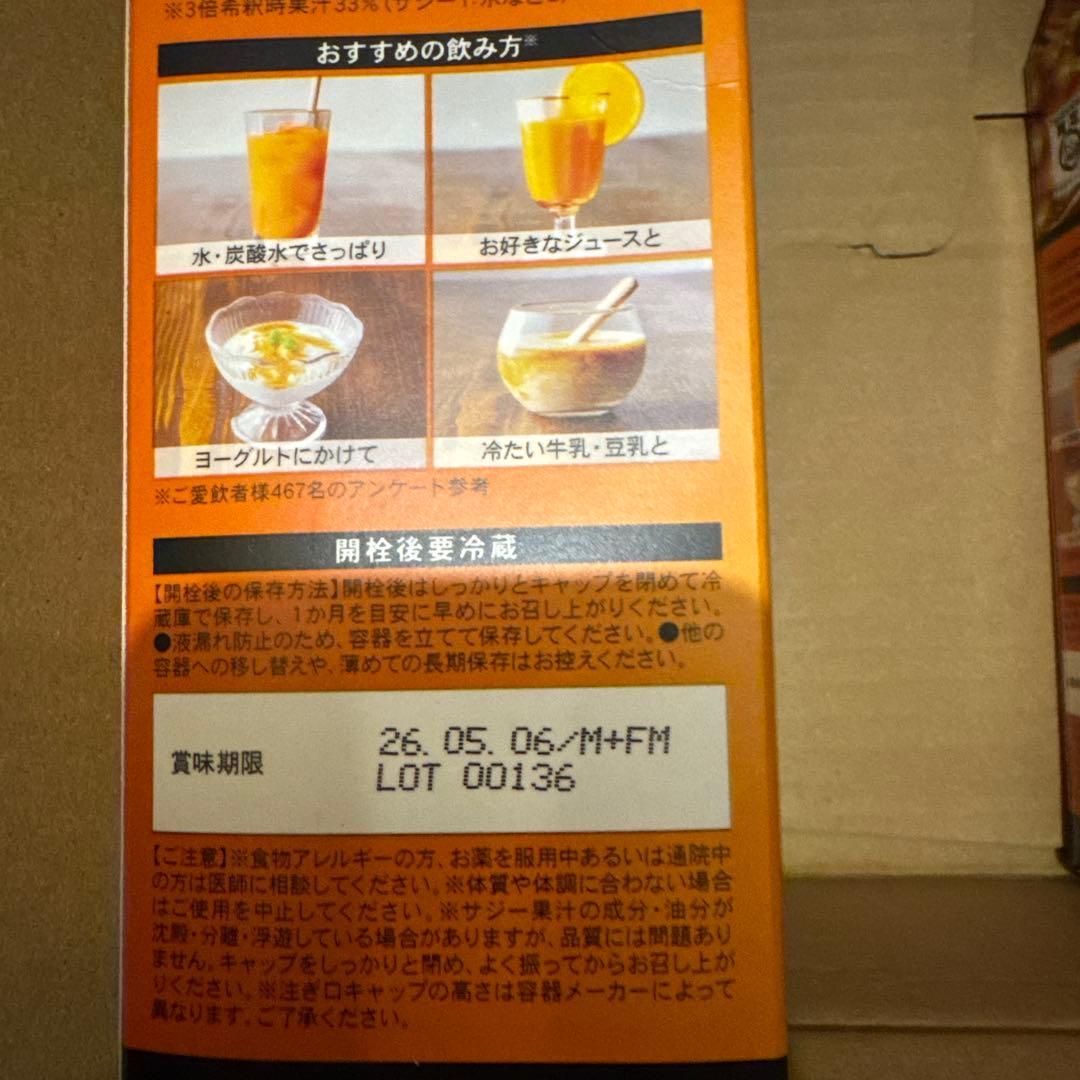 ※3倍希釈時果汁33%(サジー1:水など2)
おすすめの飲み方※
水・炭酸水でさっぱり
お好きなジュースと
ヨーグルトにかけて
冷たい牛乳・豆乳と
※ご愛飲者様467名のアンケート参考
開栓後要冷蔵
【開栓後の保存方法】開栓後はしっかりとキャップを閉めて冷
蔵庫で保存し、1か月を目安に早めにお召し上がりください。
●液漏れ防止のため、容器を立てて保存してください。●他の
容器への移し替えや、薄めての長期保存はお控えください。
賞味期限
26. 05. 06/M+FM
LOT 00136
【ご注意】※食物アレルギーの方、お薬を服用中あるいは通院中
の方は医師に相談してください。※体質や体調に合わない場合
はご使用を中止してください。※サジー果汁の成分・油分が
沈殿・分離・浮遊している場合がありますが、品質には問題あり
ません。キャップをしっかりと閉め、よく振ってからお召し上が
りください。※注ぎ口キャップの高さは容器メーカーによって
異なります。ご了承ください。